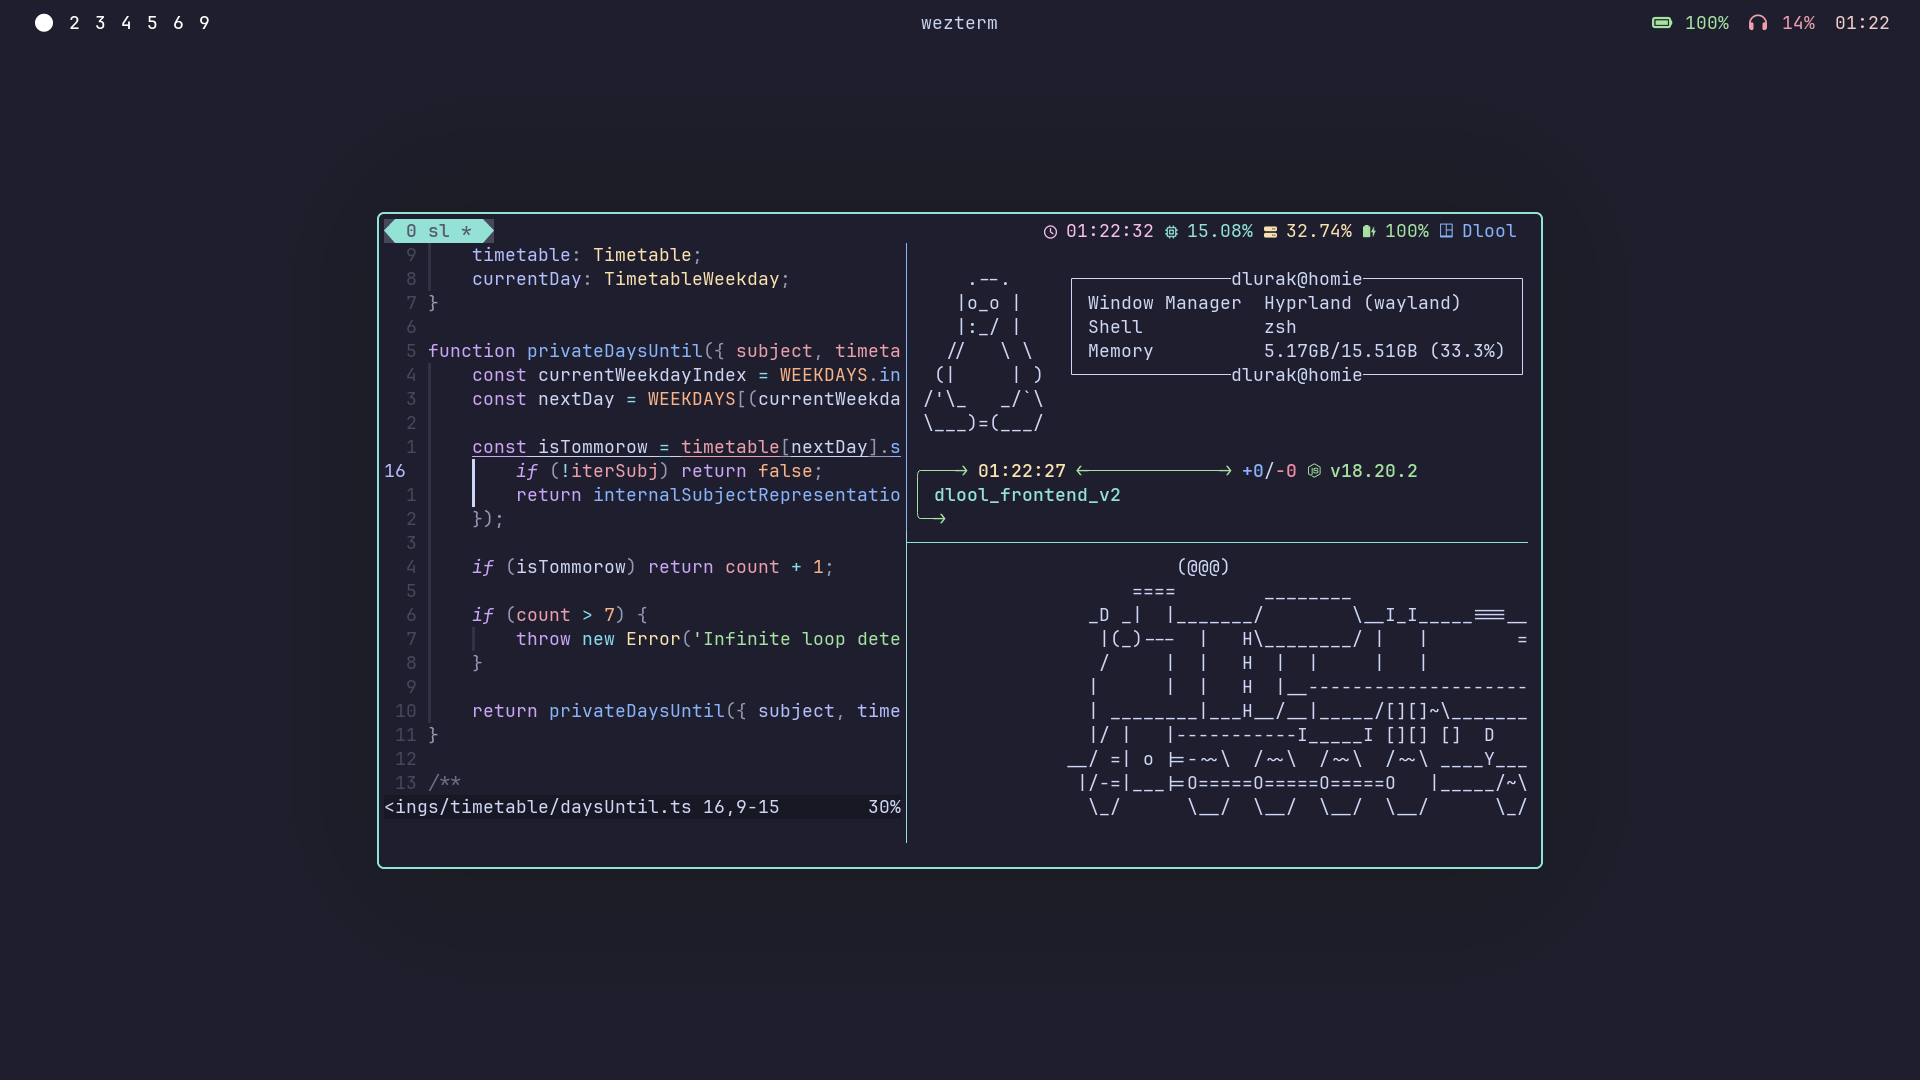 2 3 4 5 6 9
wezterm
100% 14% 01:22
0 sl *
01:22:32 15.08% 32.74% 100% Dlool
9     timetable: Timetable;
8     currentDay: TimetableWeekday;
7 }
6
5 function privateDaysUntil({ subject, timeta
4     const currentWeekdayIndex = WEEKDAYS.in
3     const nextDay = WEEKDAYS[(currentWeekda
2
1     const isTommorow = timetable[nextDay].s
16         if (!iterSubj) return false;
1         return internalSubjectRepresentatio
2     });
3
4     if (isTommorow) return count + 1;
5
6     if (count > 7) {
7         throw new Error('Infinite loop dete
8     }
9
10     return privateDaysUntil({ subject, time
11 }
12
13 /**
<ings/timetable/daysUntil.ts 16,9-15        30%
    .--.
   |o_o |
   |:_/ |
  //   \ \
 (|     | )
/'\_   _/`\
\___)=(___/
dlurak@homie
Window Manager  Hyprland (wayland)
Shell           zsh
Memory          5.17GB/15.51GB (33.3%)
dlurak@homie
01:22:27 +0/-0 v18.20.2
dlool_frontend_v2
          (@@@)
      ====        ________
  _D _|  |_______/        \__I_I_____===__
   |(_)---  |   H\________/ |   |        =
   /     |  |   H  |  |     |   |
  |      |  |   H  |__--------------------
  | ________|___H__/__|_____/[][]~\_______
  |/ |   |-----------I_____I [][] []  D
__/ =| o |=-~~\  /~~\  /~~\  /~~\ ____Y___
 |/-=|___|=O=====O=====O=====O   |_____/~\
  \_/      \__/  \__/  \__/  \__/      \_/